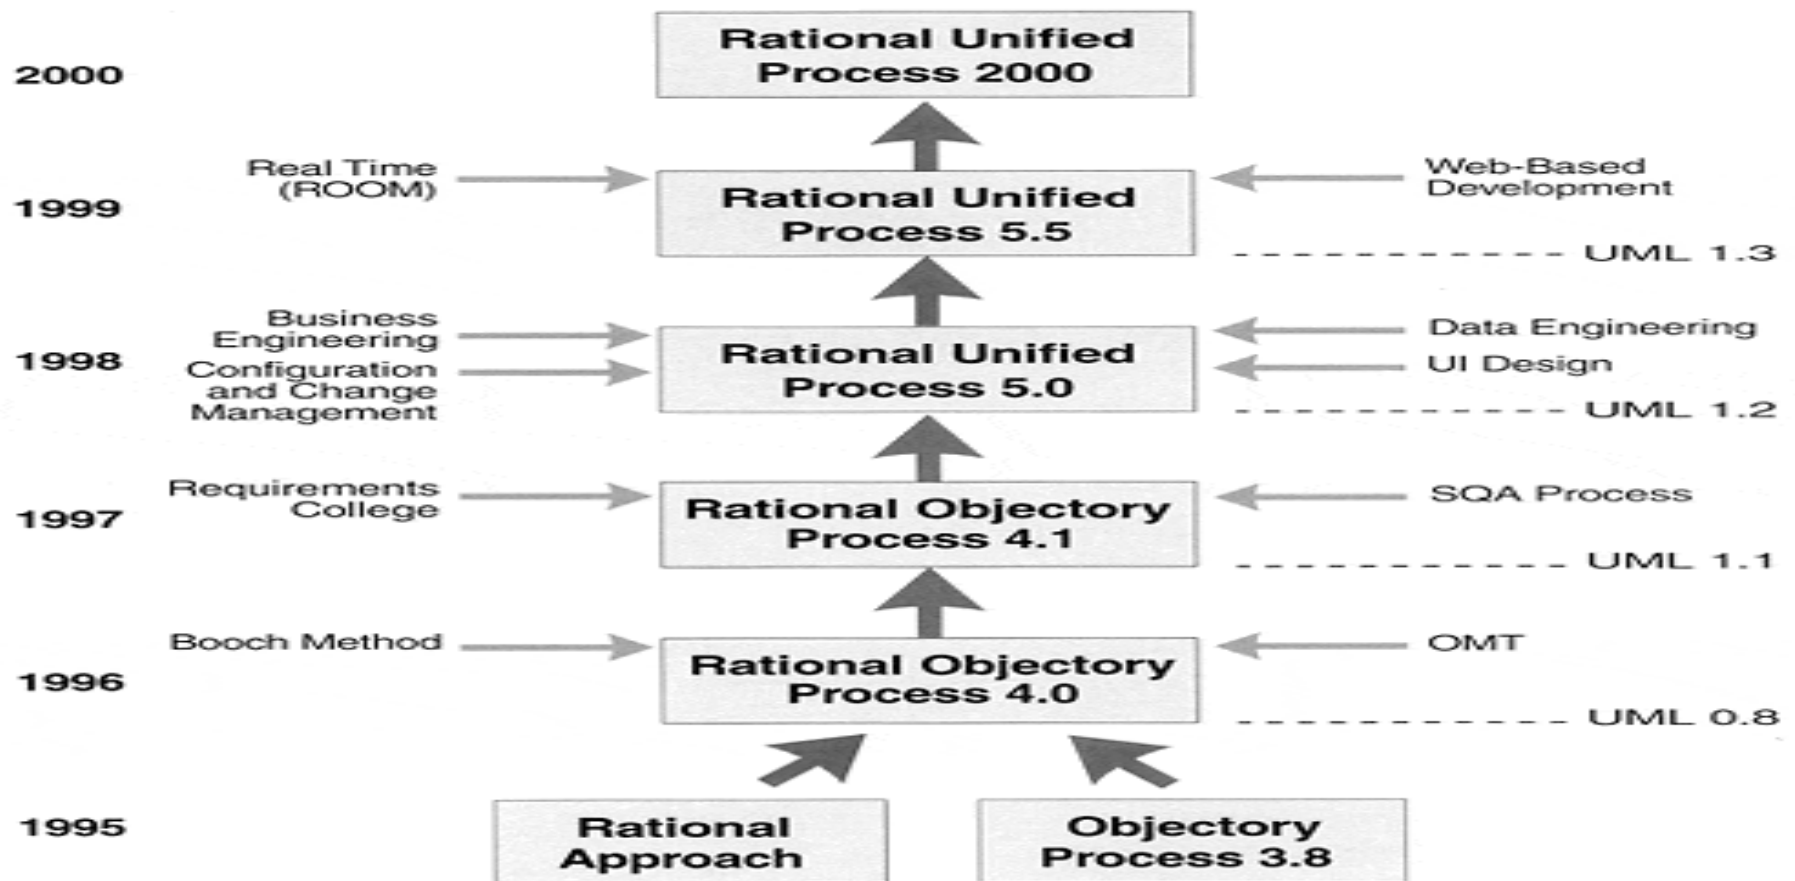 Rational Unified
Process 2000
2000
Real Time
(ROOM)
Web-Based
Development
1999
Rational Unified
Process 5.5
UML 1.3
Business
Engineering
Data Engineering
1998
Rational Unified
Process 5.0
Configuration
and Change
Management
UI Design
UML 1.2
Requirements
College
SQA Process
1997
Rational Objectory
Process 4.1
UML 1.1
Booch Method
OMT
1996
Rational Objectory
Process 4.0
UML 0.8
1995
Rational
Approach
Objectory
Process 3.8